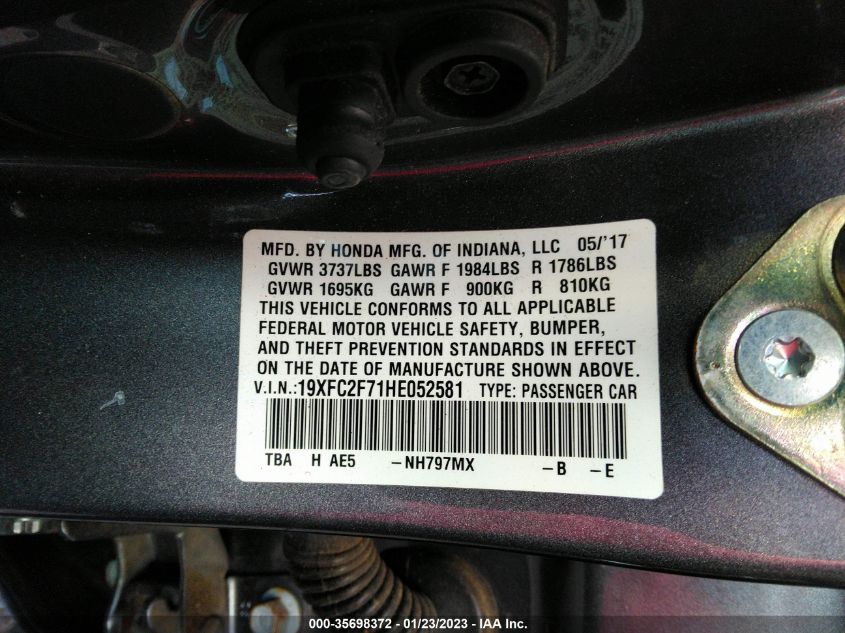 MFD. BY HONDA MFG. OF INDIANA, LLC 05/'17
GVWR 3737LBS GAWR F 1984LBS R 1786LBS
GVWR 1695KG GAWR F 900KG R 810KG
THIS VEHICLE CONFORMS TO ALL APPLICABLE
FEDERAL MOTOR VEHICLE SAFETY, BUMPER,
AND THEFT PREVENTION STANDARDS IN EFFECT
ON THE DATE OF MANUFACTURE SHOWN ABOVE.
V.I.N.:19XFC2F71HE052581 TYPE: PASSENGER CAR
TBA H AE5 -NH797MX -B -E
000-35698372 - 01/23/2023 - IAA Inc.